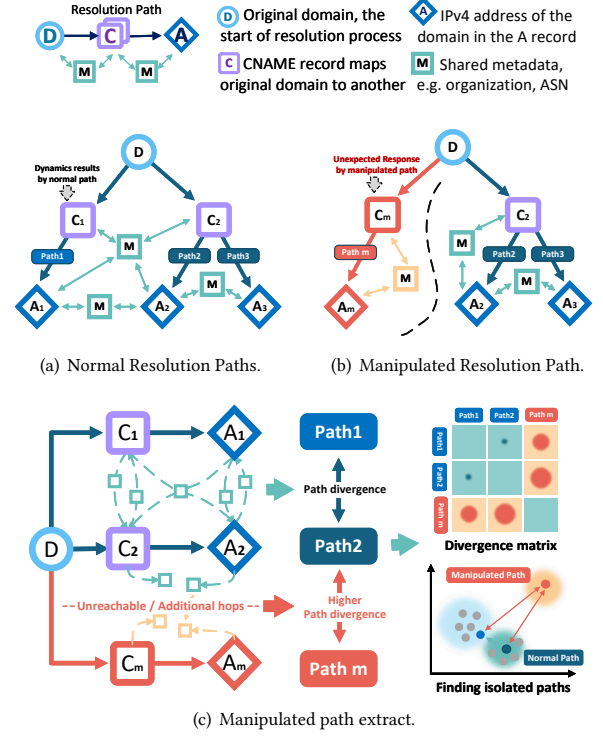 Resolution Path
D
C
A
M
M
D
Original domain, the
start of resolution process
A
IPv4 address of the
domain in the A record
C
CNAME record maps
original domain to another
M
Shared metadata,
e.g. organization, ASN
D
Dynamics results
by normal path
C1
C2
M
Path1
Path2
Path3
M
M
A1
A2
A3
(a) Normal Resolution Paths.
D
Unexpected Response
by manipulated path
Cm
C2
M
Path m
Path2
Path3
M
M
Am
A2
A3
(b) Manipulated Resolution Path.
C1
A1
Path1
Path divergence
D
C2
A2
Path2
Unreachable / Additional hops
Higher
Path divergence
Cm
Am
Path m
Path1
Path2
Path m
Path1
Path2
Path m
Divergence matrix
Manipulated Path
Normal Path
Finding isolated paths
(c) Manipulated path extract.